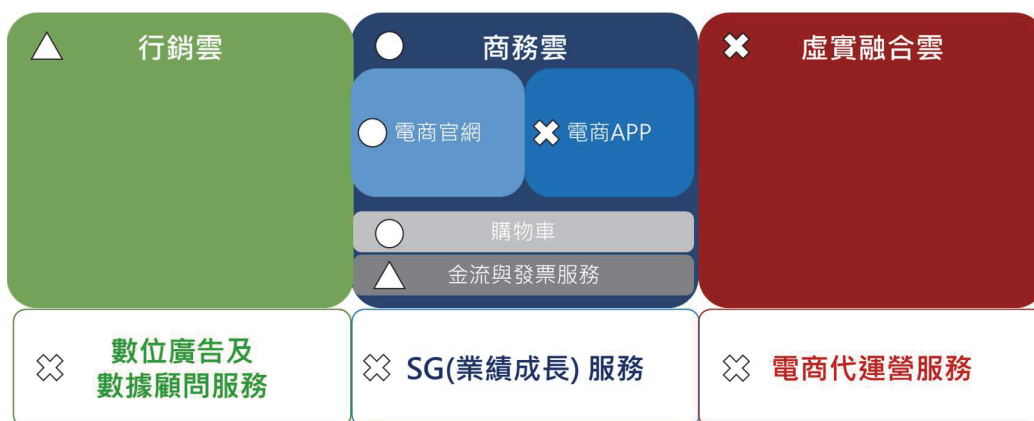 行銷雲
商務雲
虛實融合雲
電商官網
電商APP
購物車
金流與發票服務
數位廣告及
數據顧問服務
SG(業績成長) 服務
電商代運營服務